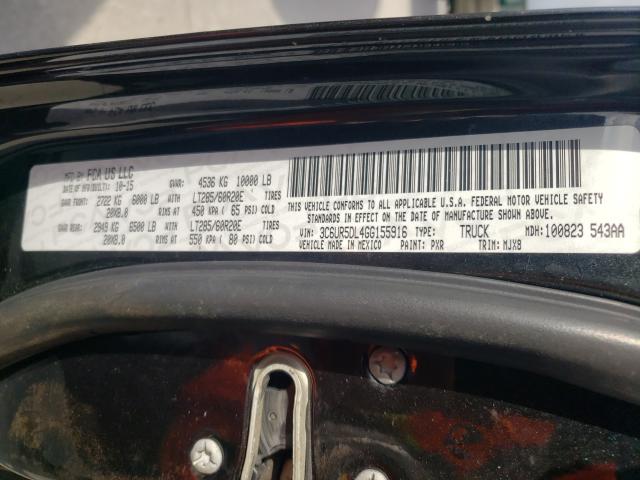 MFD BY: FCA US LLC
DATE OF MFD(BUILT): 10-15 GVWR: 4536 KG 10000 LB
GAWR FRONT: 2722 KG 6000 LB WITH LT285/60R20E TIRES
20X8.0 RIMS AT 450 KPA ( 65 PSI) COLD
GAWR REAR: 2948 KG 6500 LB WITH LT285/60R20E TIRES
20X8.0 RIMS AT 550 KPA ( 80 PSI) COLD
THIS VEHICLE CONFORMS TO ALL APPLICABLE U.S.A. FEDERAL MOTOR VEHICLE SAFETY
STANDARDS IN EFFECT ON THE DATE OF MANUFACTURE SHOWN ABOVE.
VIN: 3C6UR5DL4GG155916 TYPE: TRUCK MDH: 100823 543AA
VEHICLE MADE IN MEXICO PAINT: PXR TRIM: MJX8